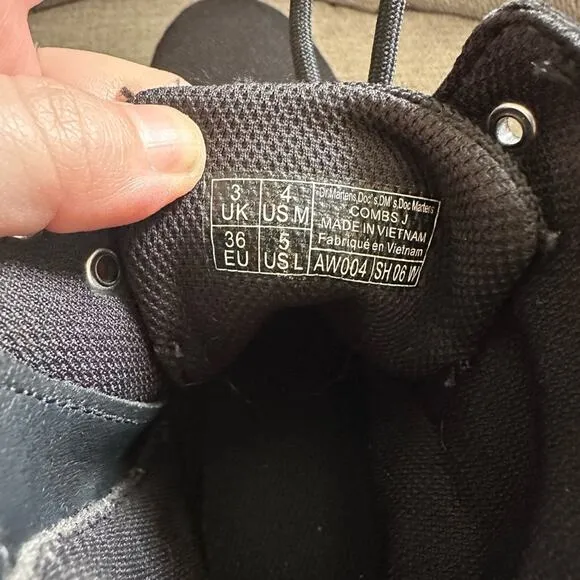 3 UK
4 US M
36 EU
5 US L
Dr.Martens,Doc's,DM's,Doc Martens
COMBS J
MADE IN VIETNAM
Fabriqué en Vietnam
AW004 SH 06 W